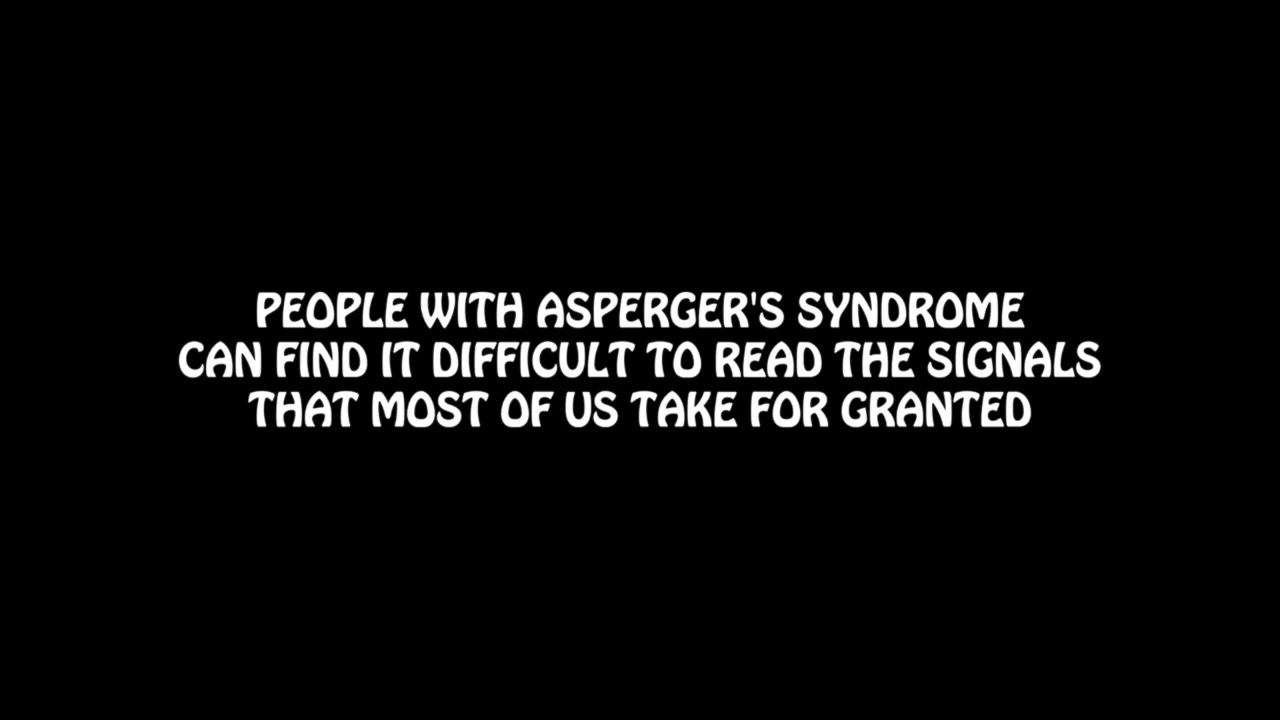 PEOPLE WITH ASPERGER'S SYNDROME
CAN FIND IT DIFFICULT TO READ THE SIGNALS
THAT MOST OF US TAKE FOR GRANTED